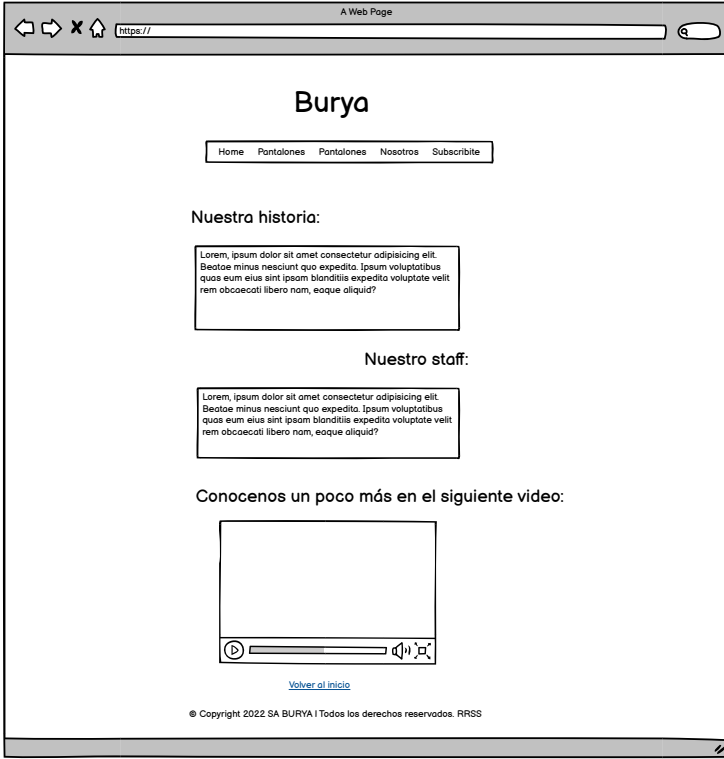 A Web Page
https://
Burya
Home Pantalones Pantalones Nosotros Subscribite
Nuestra historia:
Lorem, ipsum dolor sit amet consectetur adipisicing elit.
Beatae minus nesciunt quo expedita. Ipsum voluptatibus
quas eum eius sint ipsam blanditiis expedita voluptate velit
rem obcaecati libero nam, eaque aliquid?
Nuestro staff:
Lorem, ipsum dolor sit amet consectetur adipisicing elit.
Beatae minus nesciunt quo expedita. Ipsum voluptatibus
quas eum eius sint ipsam blanditiis expedita voluptate velit
rem obcaecati libero nam, eaque aliquid?
Conocenos un poco más en el siguiente video:
Volver al inicio
© Copyright 2022 SA BURYA | Todos los derechos reservados. RRSS